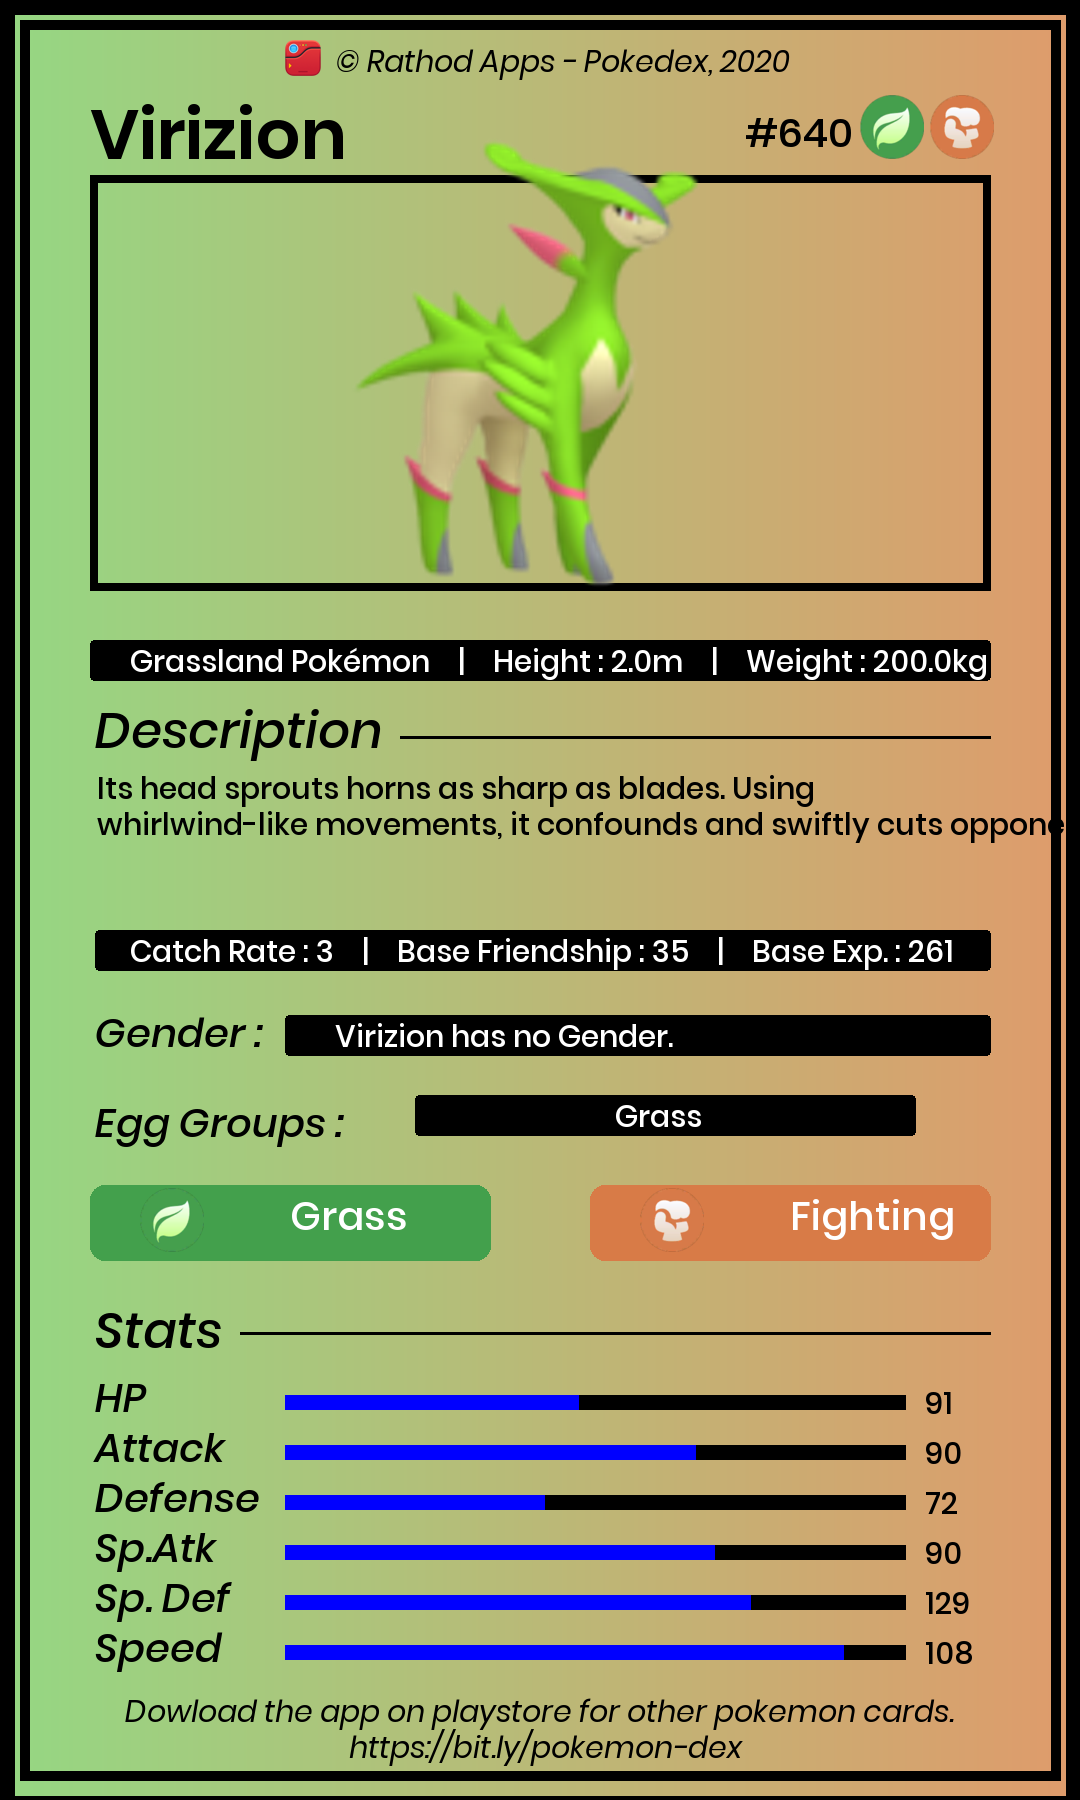 © Rathod Apps - Pokedex, 2020
Virizion
#640
Grassland Pokémon | Height : 2.0m | Weight : 200.0kg
Description
Its head sprouts horns as sharp as blades. Using
whirlwind-like movements, it confounds and swiftly cuts oppone
Catch Rate : 3 | Base Friendship : 35 | Base Exp. : 261
Gender : Virizion has no Gender.
Egg Groups : Grass
Grass Fighting
Stats
HP 91
Attack 90
Defense 72
Sp.Atk 90
Sp. Def 129
Speed 108
Dowload the app on playstore for other pokemon cards.
https://bit.ly/pokemon-dex